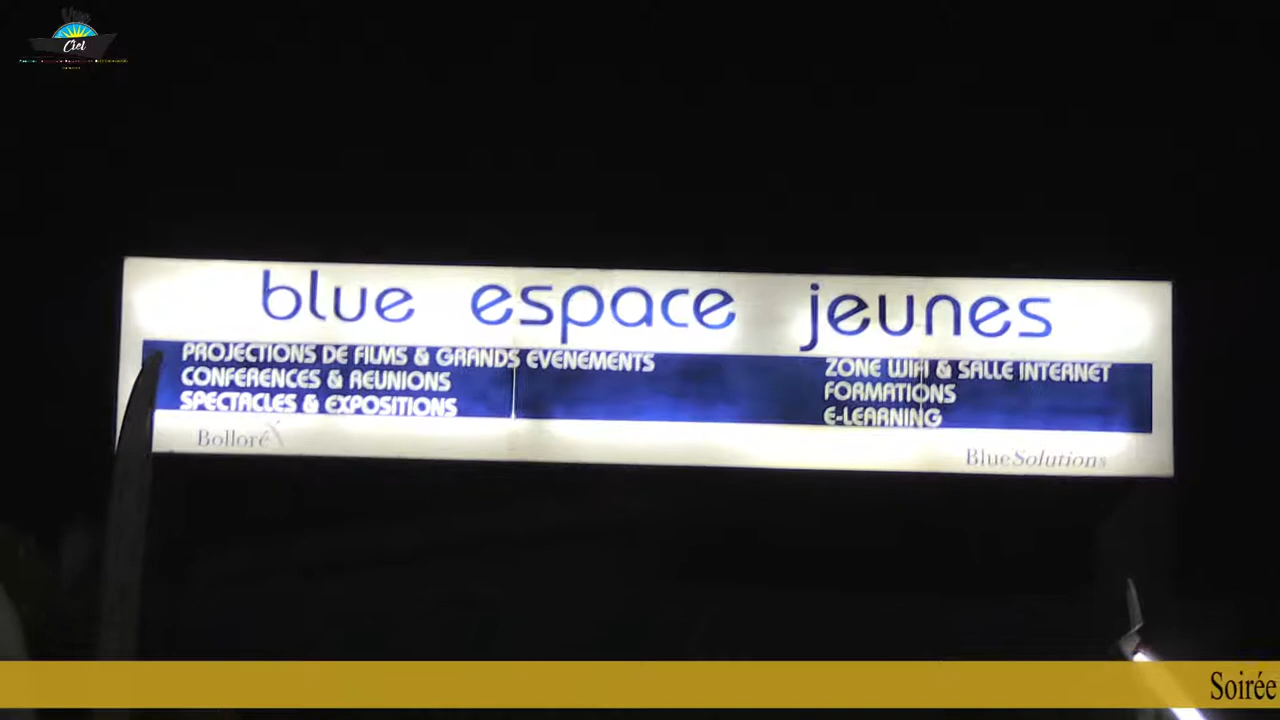 Ciel
blue espace jeunes
PROJECTIONS DE FILMS & GRANDS EVENEMENTS
CONFERENCES & REUNIONS
SPECTACLES & EXPOSITIONS
ZONE WIFI & SALLE INTERNET
FORMATIONS
E-LEARNING
Bolloré
BlueSolutions
Soirée